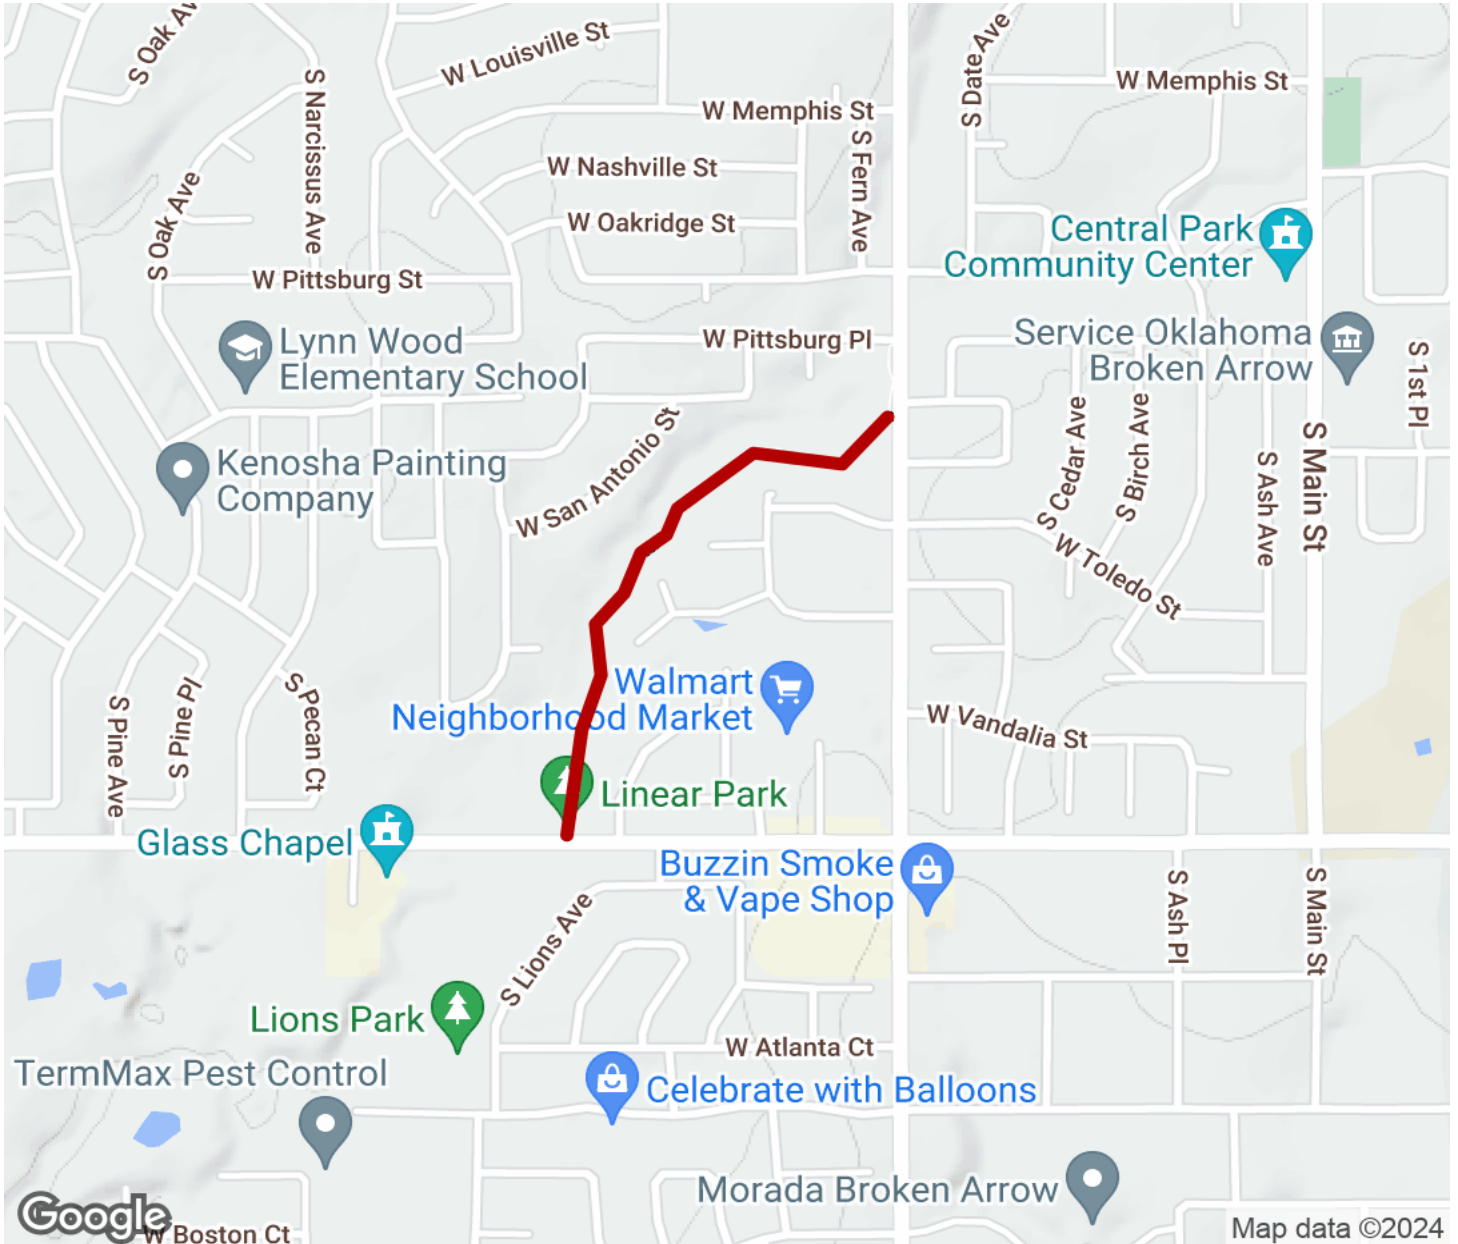 S Oak Av
W Louisville St
S Date Ave
W Memphis St
S Narcissus Ave
W Memphis St
S Fern Ave
W Nashville St
S Oak Ave
W Oakridge St
Central Park
Community Center
W Pittsburg St
Lynn Wood
Elementary School
W Pittsburg Pl
Service Oklahoma
Broken Arrow
S 1st Pl
S Main St
W San Antonio St
S Cedar Ave
S Birch Ave
S Ash Ave
Kenosha Painting
Company
W Toledo St
Walmart
Neighborhood Market
S Pine Ave
S Pine Pl
S Pecan Ct
W Vandalia St
Linear Park
Glass Chapel
Buzzin Smoke
& Vape Shop
S Ash Pl
S Main St
S Lions Ave
Lions Park
W Atlanta Ct
TermMax Pest Control
Celebrate with Balloons
Morada Broken Arrow
Google
W Boston Ct
Map data ©2024